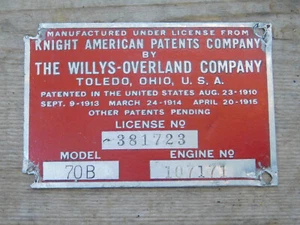 MANUFACTURED UNDER LICENSE FROM
KNIGHT AMERICAN PATENTS COMPANY
BY
THE WILLYS-OVERLAND COMPANY
TOLEDO, OHIO, U. S. A.
PATENTED IN THE UNITED STATES AUG. 23-1910
SEPT. 9-1913 MARCH 24-1914 APRIL 20-1915
OTHER PATENTS PENDING
LICENSE No
381723
MODEL ENGINE No
70B 107171